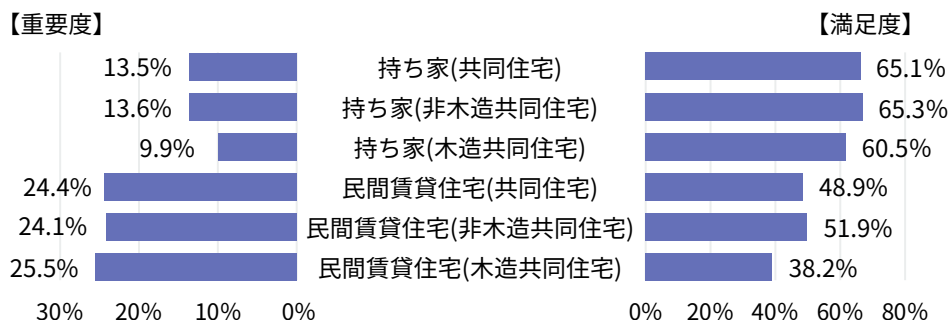 【重要度】 【満足度】
13.5% 持ち家(共同住宅) 65.1%
13.6% 持ち家(非木造共同住宅) 65.3%
9.9% 持ち家(木造共同住宅) 60.5%
24.4% 民間賃貸住宅(共同住宅) 48.9%
24.1% 民間賃貸住宅(非木造共同住宅) 51.9%
25.5% 民間賃貸住宅(木造共同住宅) 38.2%
30% 20% 10% 0% 0% 20% 40% 60% 80%